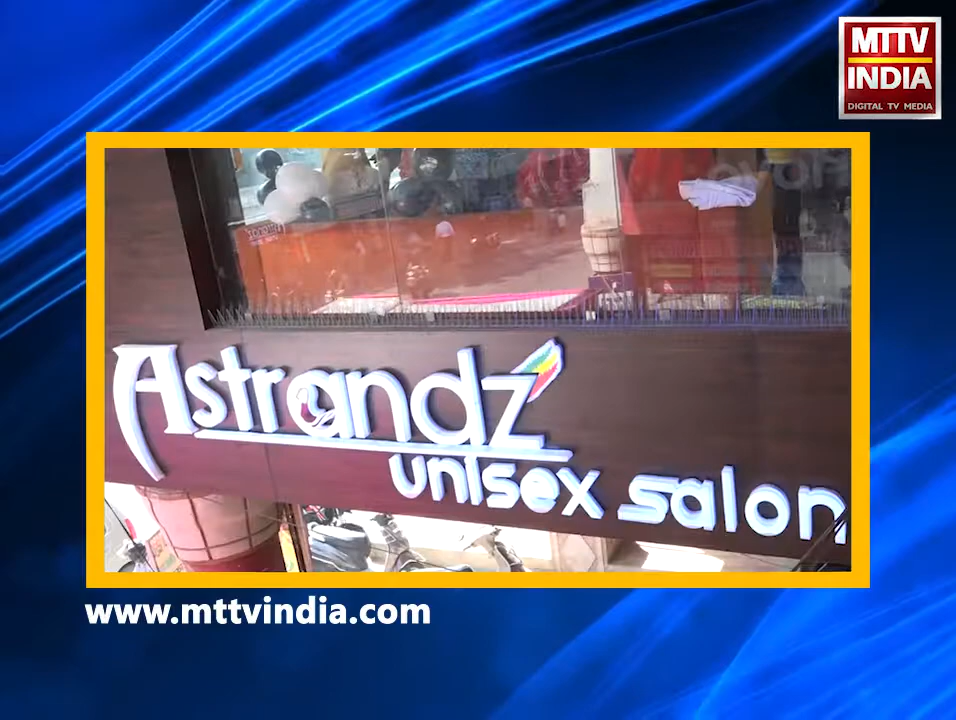 MTTV
INDIA
DIGITAL TV MEDIA
Astrandz
unisex salon
www.mttvindia.com